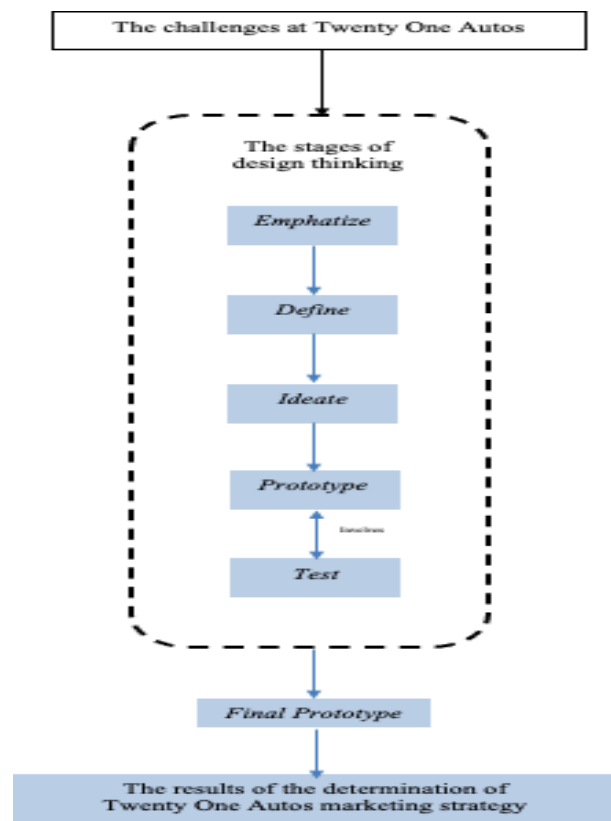 The challenges at Twenty One Autos
The stages of
design thinking
Emphatize
Define
Ideate
Prototype
Test
Final Prototype
The results of the determination of
Twenty One Autos marketing strategy